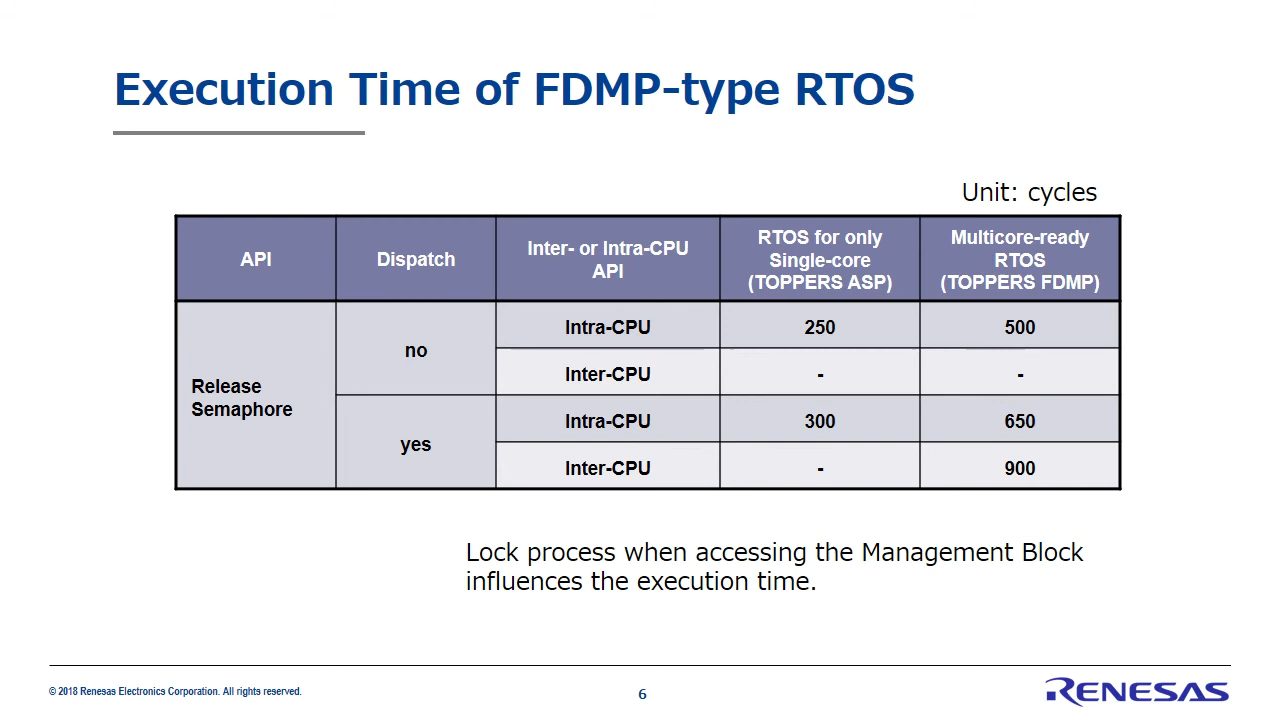 Execution Time of FDMP-type RTOS
Unit: cycles
API
Dispatch
Inter- or Intra-CPU
API
RTOS for only
Single-core
(TOPPERS ASP)
Multicore-ready
RTOS
(TOPPERS FDMP)
Release
Semaphore
no
Intra-CPU
250
500
Inter-CPU
-
-
yes
Intra-CPU
300
650
Inter-CPU
-
900
Lock process when accessing the Management Block
influences the execution time.
© 2018 Renesas Electronics Corporation. All rights reserved.
6
RENESAS